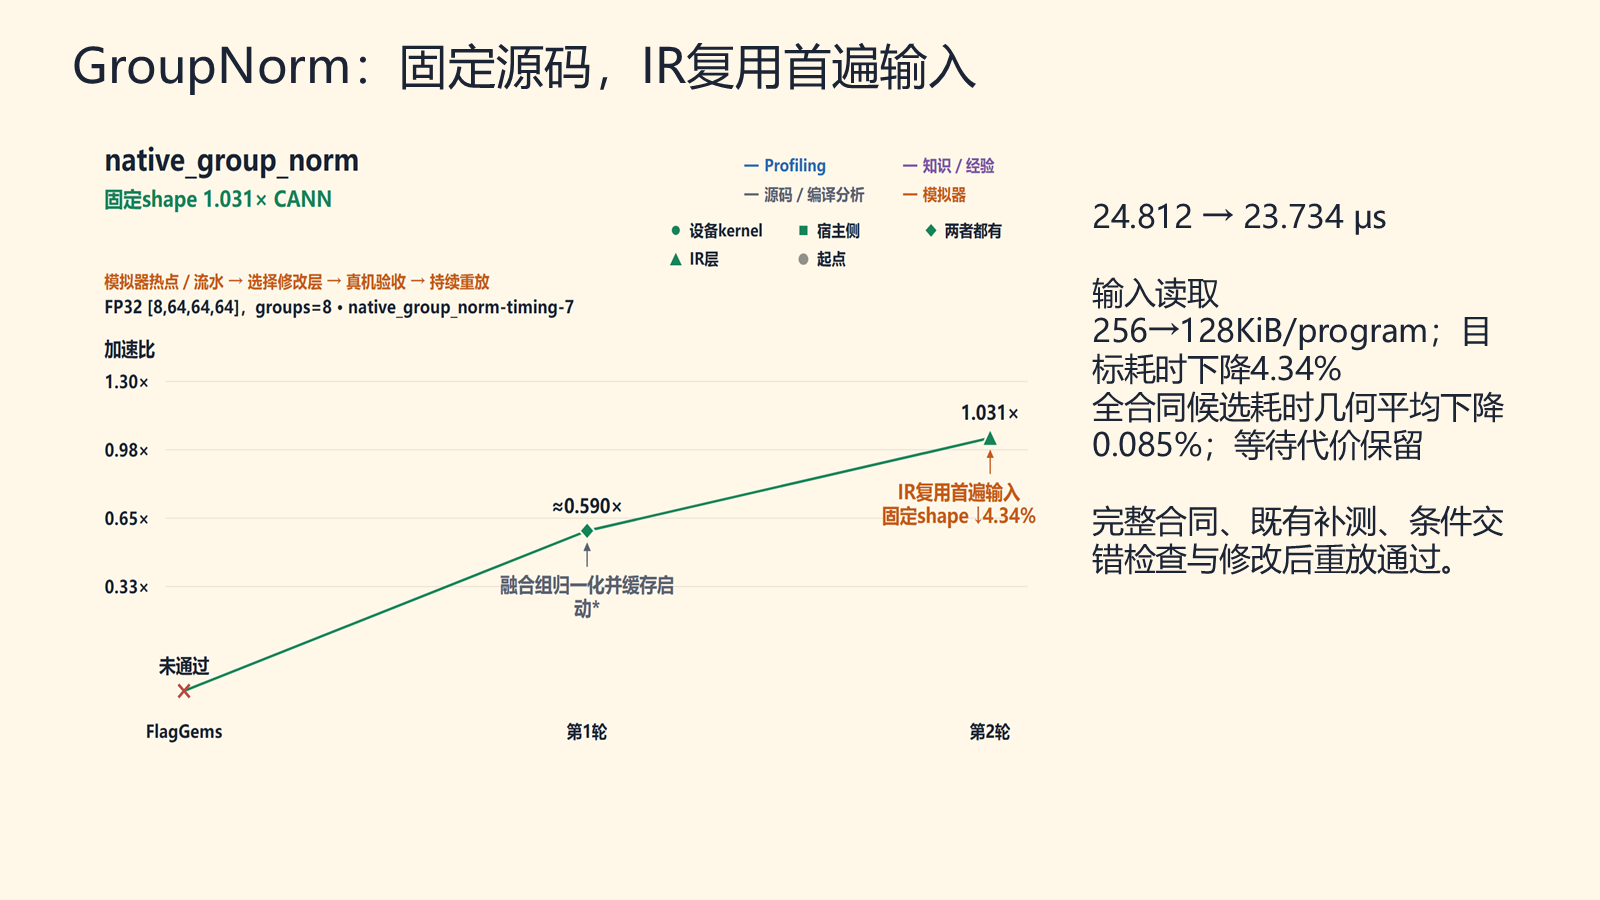 GroupNorm：固定源码，IR复用首遍输入
native_group_norm
固定shape 1.031× CANN
Profiling
知识 / 经验
源码 / 编译分析
模拟器
设备kernel
宿主侧
两者都有
IR层
起点
模拟器热点 / 流水 → 选择修改层 → 真机验收 → 持续重放
FP32 [8,64,64,64]，groups=8 • native_group_norm-timing-7
加速比
1.30×
0.98×
0.65×
0.33×
1.031×
IR复用首遍输入
固定shape ↓4.34%
≈0.590×
融合组归一化并缓存启
动*
未通过
FlagGems
第1轮
第2轮
24.812 → 23.734 μs
输入读取
256→128KiB/program；目
标耗时下降4.34%
全合同候选耗时几何平均下降
0.085%；等待代价保留
完整合同、既有补测、条件交
错检查与修改后重放通过。